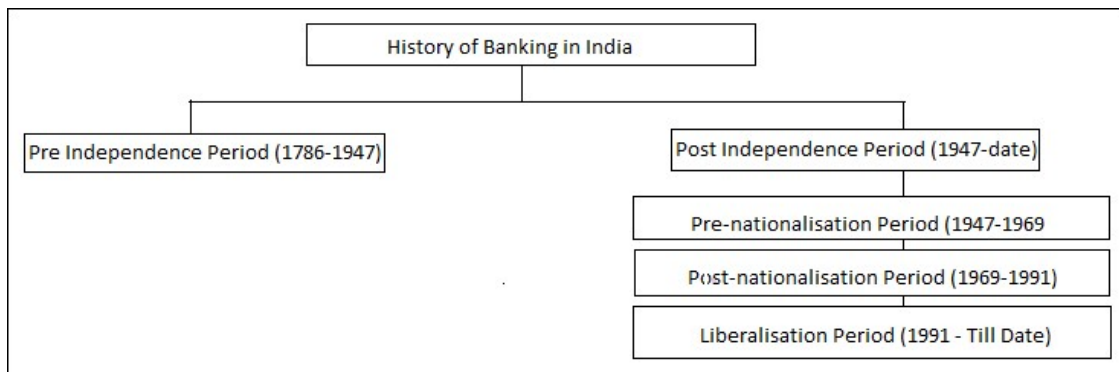 History of Banking in India
Pre Independence Period (1786-1947)
Post Independence Period (1947-date)
Pre-nationalisation Period (1947-1969
Post-nationalisation Period (1969-1991)
Liberalisation Period (1991 - Till Date)